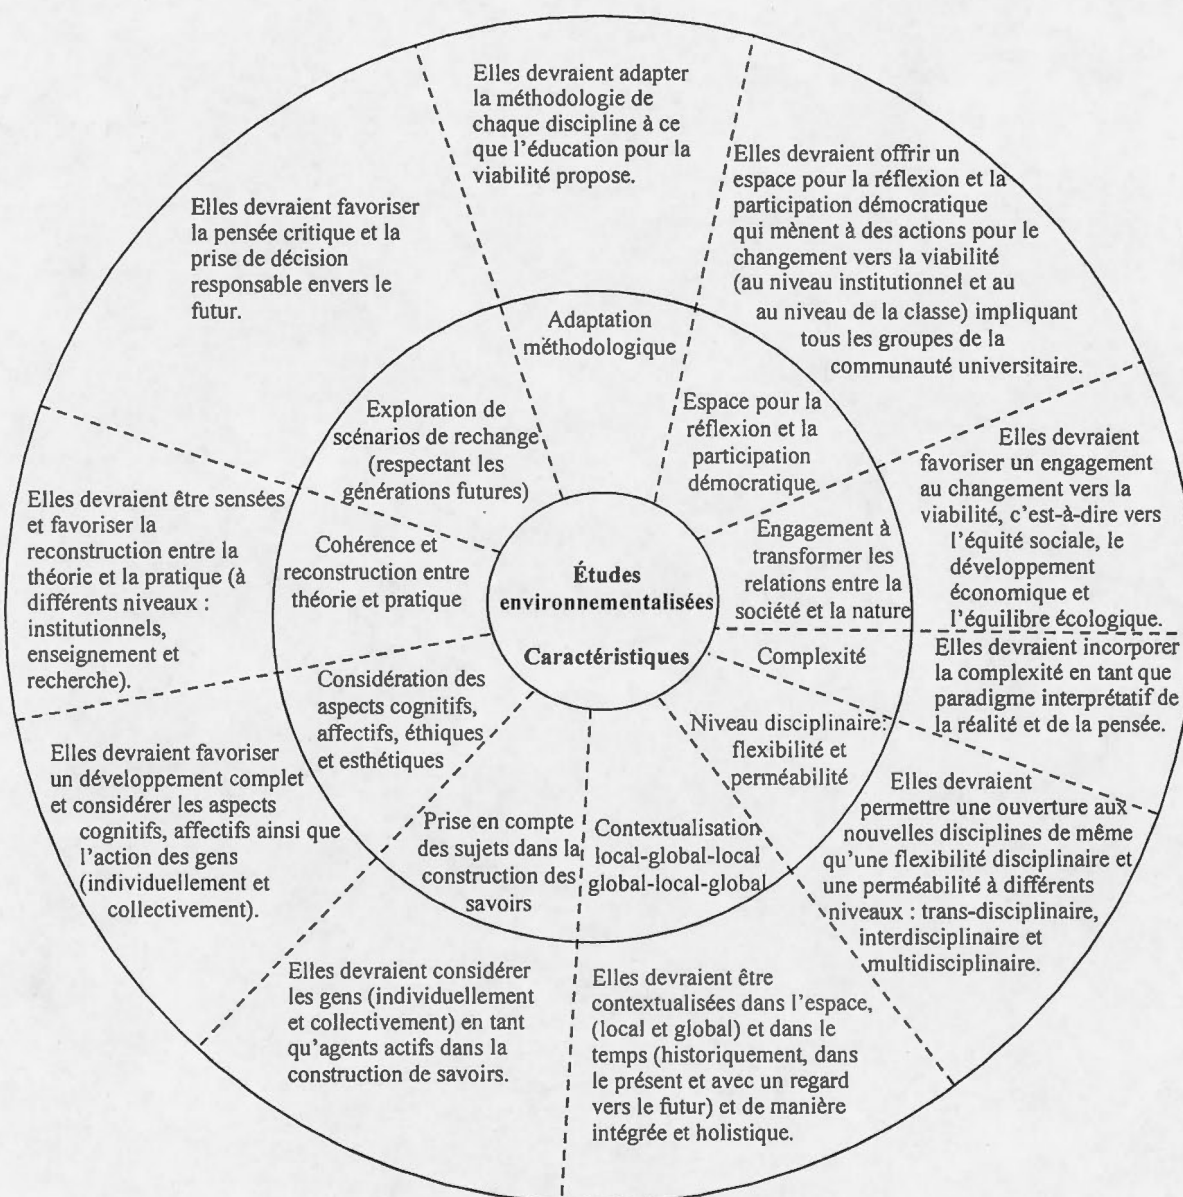 Elles devraient adapter
la méthodologie de
chaque discipline à ce
que l'éducation pour la
viabilité propose.
Elles devraient offrir un
espace pour la réflexion et la
participation démocratique
qui mènent à des actions pour le
changement vers la viabilité
(au niveau institutionnel et au
au niveau de la classe) impliquant
tous les groupes de la
communauté universitaire.
Elles devraient
favoriser un engagement
au changement vers la
viabilité, c'est-à-dire vers
l'équité sociale, le
développement
économique et
l'équilibre écologique.
Elles devraient incorporer
la complexité en tant que
paradigme interprétatif de
la réalité et de la pensée.
Elles devraient
permettre une ouverture aux
nouvelles disciplines de même
qu'une flexibilité disciplinaire et
une perméabilité à différents
niveaux : trans-disciplinaire,
interdisciplinaire et
multidisciplinaire.
Elles devraient être
contextualisées dans l'espace,
(local et global) et dans le
temps (historiquement, dans
le présent et avec un regard
vers le futur) et de manière
intégrée et holistique.
Elles devraient considérer
les gens (individuellement
et collectivement) en tant
qu'agents actifs dans la
construction de savoirs.
Elles devraient favoriser
un développement complet
et considérer les aspects
cognitifs, affectifs ainsi que
l'action des gens
(individuellement et
collectivement).
Elles devraient être sensées
et favoriser la
reconstruction entre la
théorie et la pratique (à
différents niveaux :
institutionnels,
enseignement et
recherche).
Elles devraient favoriser
la pensée critique et la
prise de décision
responsable envers le
futur.
Adaptation
méthodologique
Espace pour la
réflexion et la
participation
démocratique
Engagement à
transformer les
relations entre la
société et la nature
Complexité
Niveau disciplinaire:
flexibilité et
perméabilité
Contextualisation
local-global-local
global-local-global
Prise en compte
des sujets dans la
construction des
savoirs
Considération des
aspects cognitifs,
affectifs, éthiques
et esthétiques
Cohérence et
reconstruction entre
théorie et pratique
Exploration de
scénarios de rechange
(respectant les
générations futures)
Études
environnementalisées
Caractéristiques